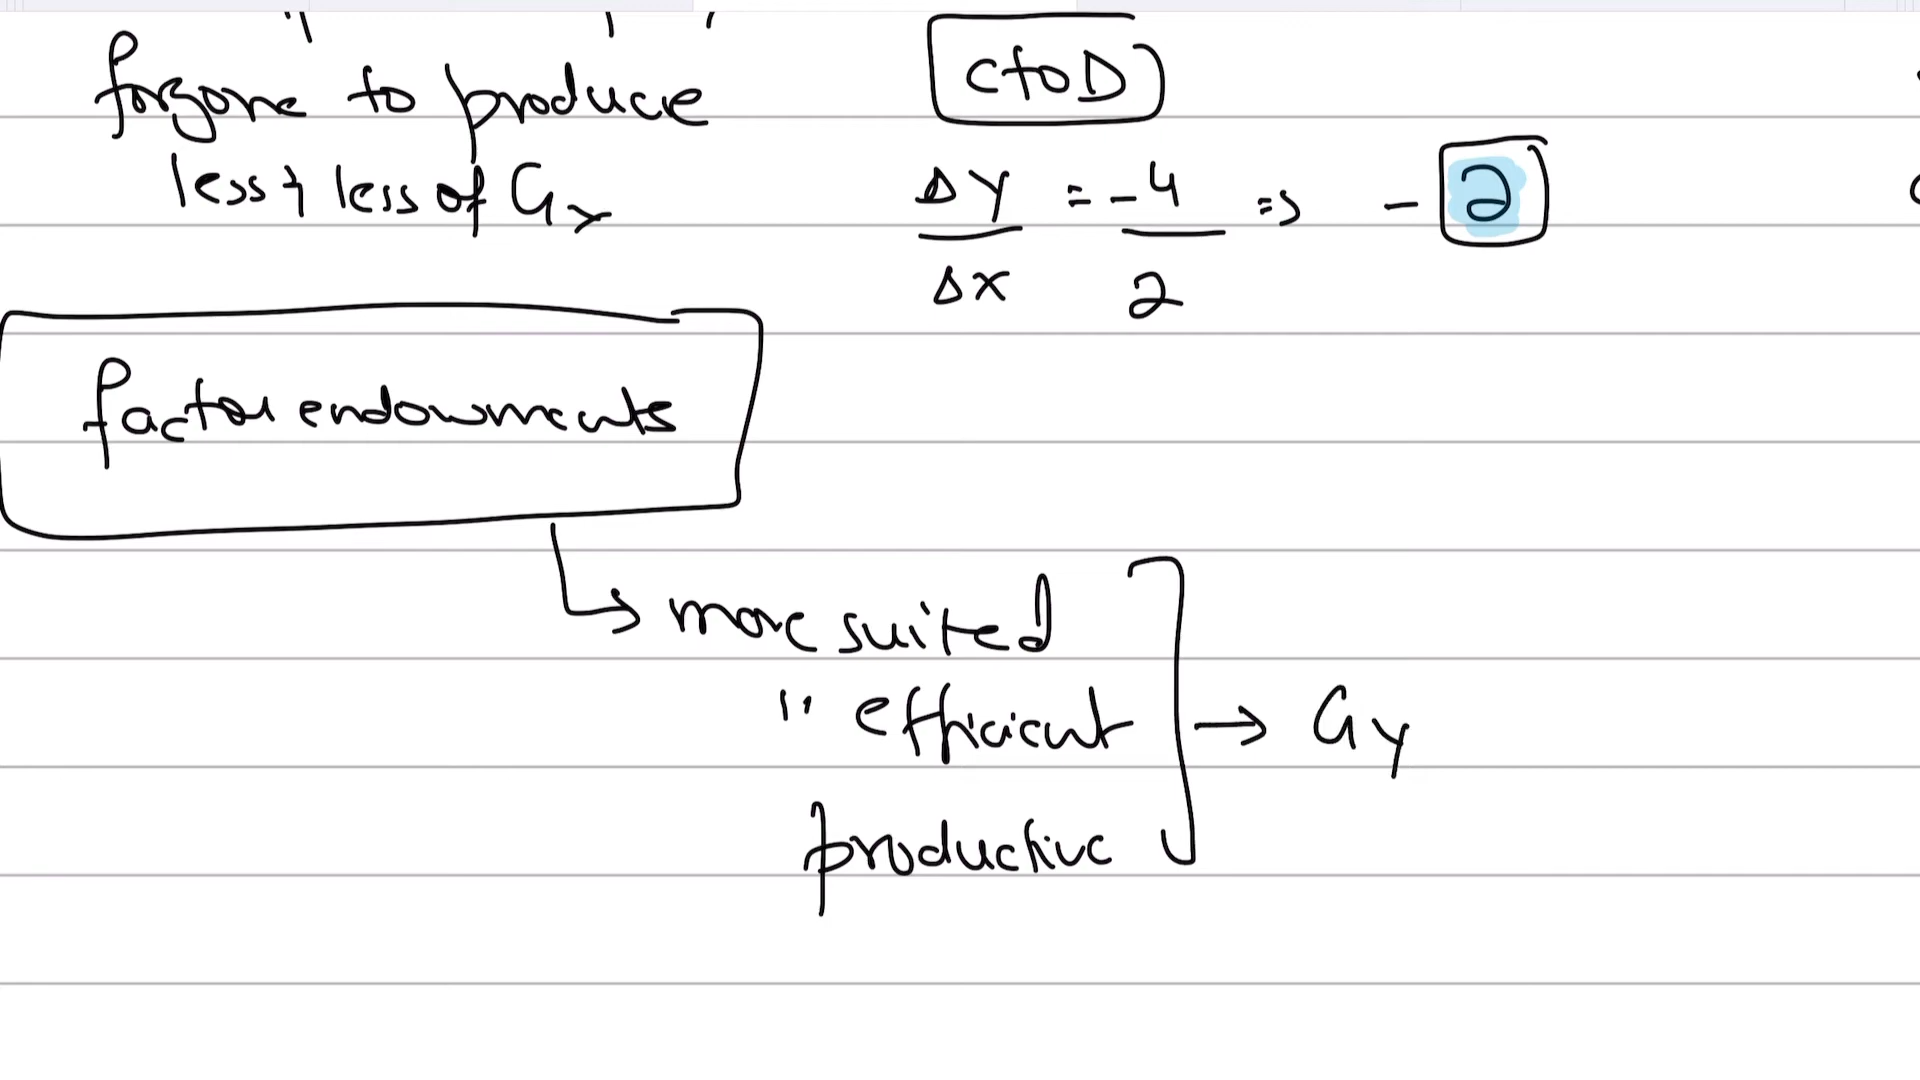 forgone to produce
less & less of Gx
C to D
ΔY = -4 => - 2
ΔX 2
factor endowments
↳ more suited
" efficient → Gy
productive